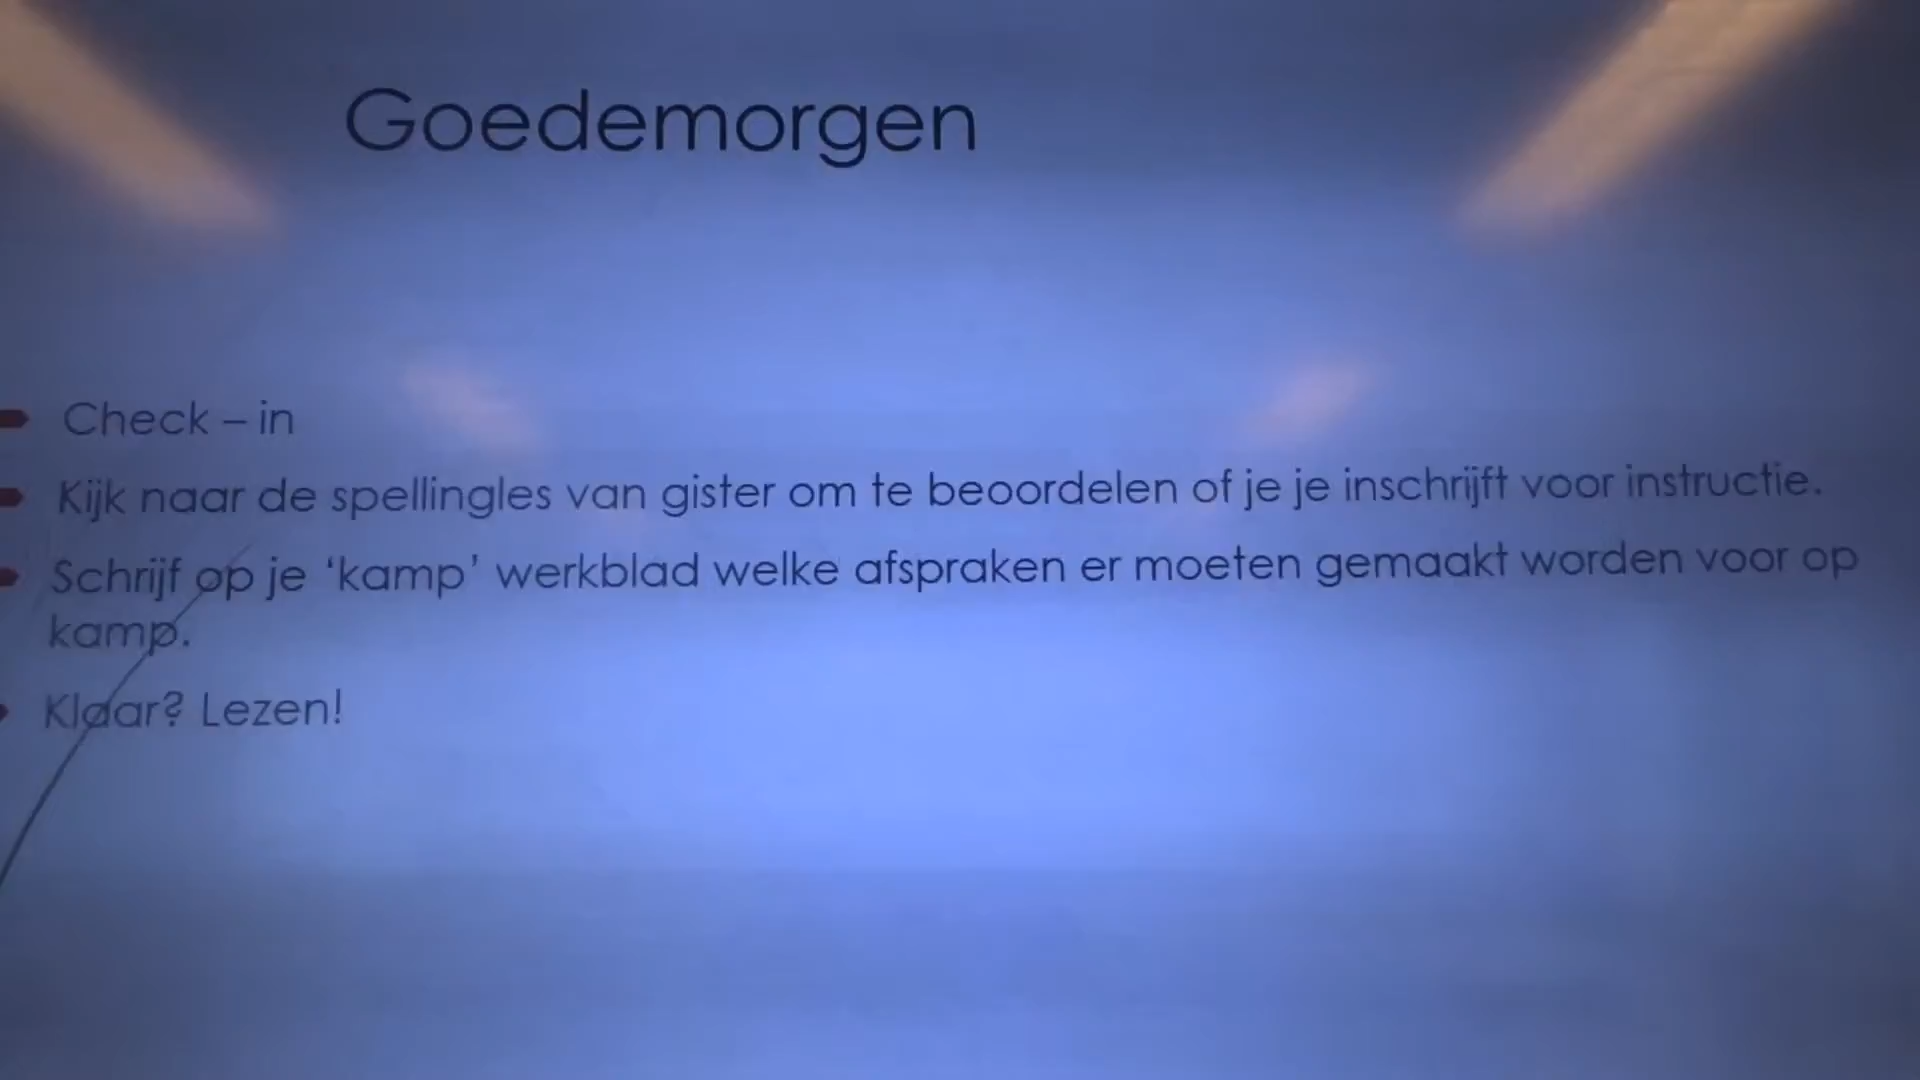 Goedemorgen
Check – in
Kijk naar de spellingles van gister om te beoordelen of je je inschrijft voor instructie.
Schrijf op je ‘kamp’ werkblad welke afspraken er moeten gemaakt worden voor op
kamp.
Klaar? Lezen!